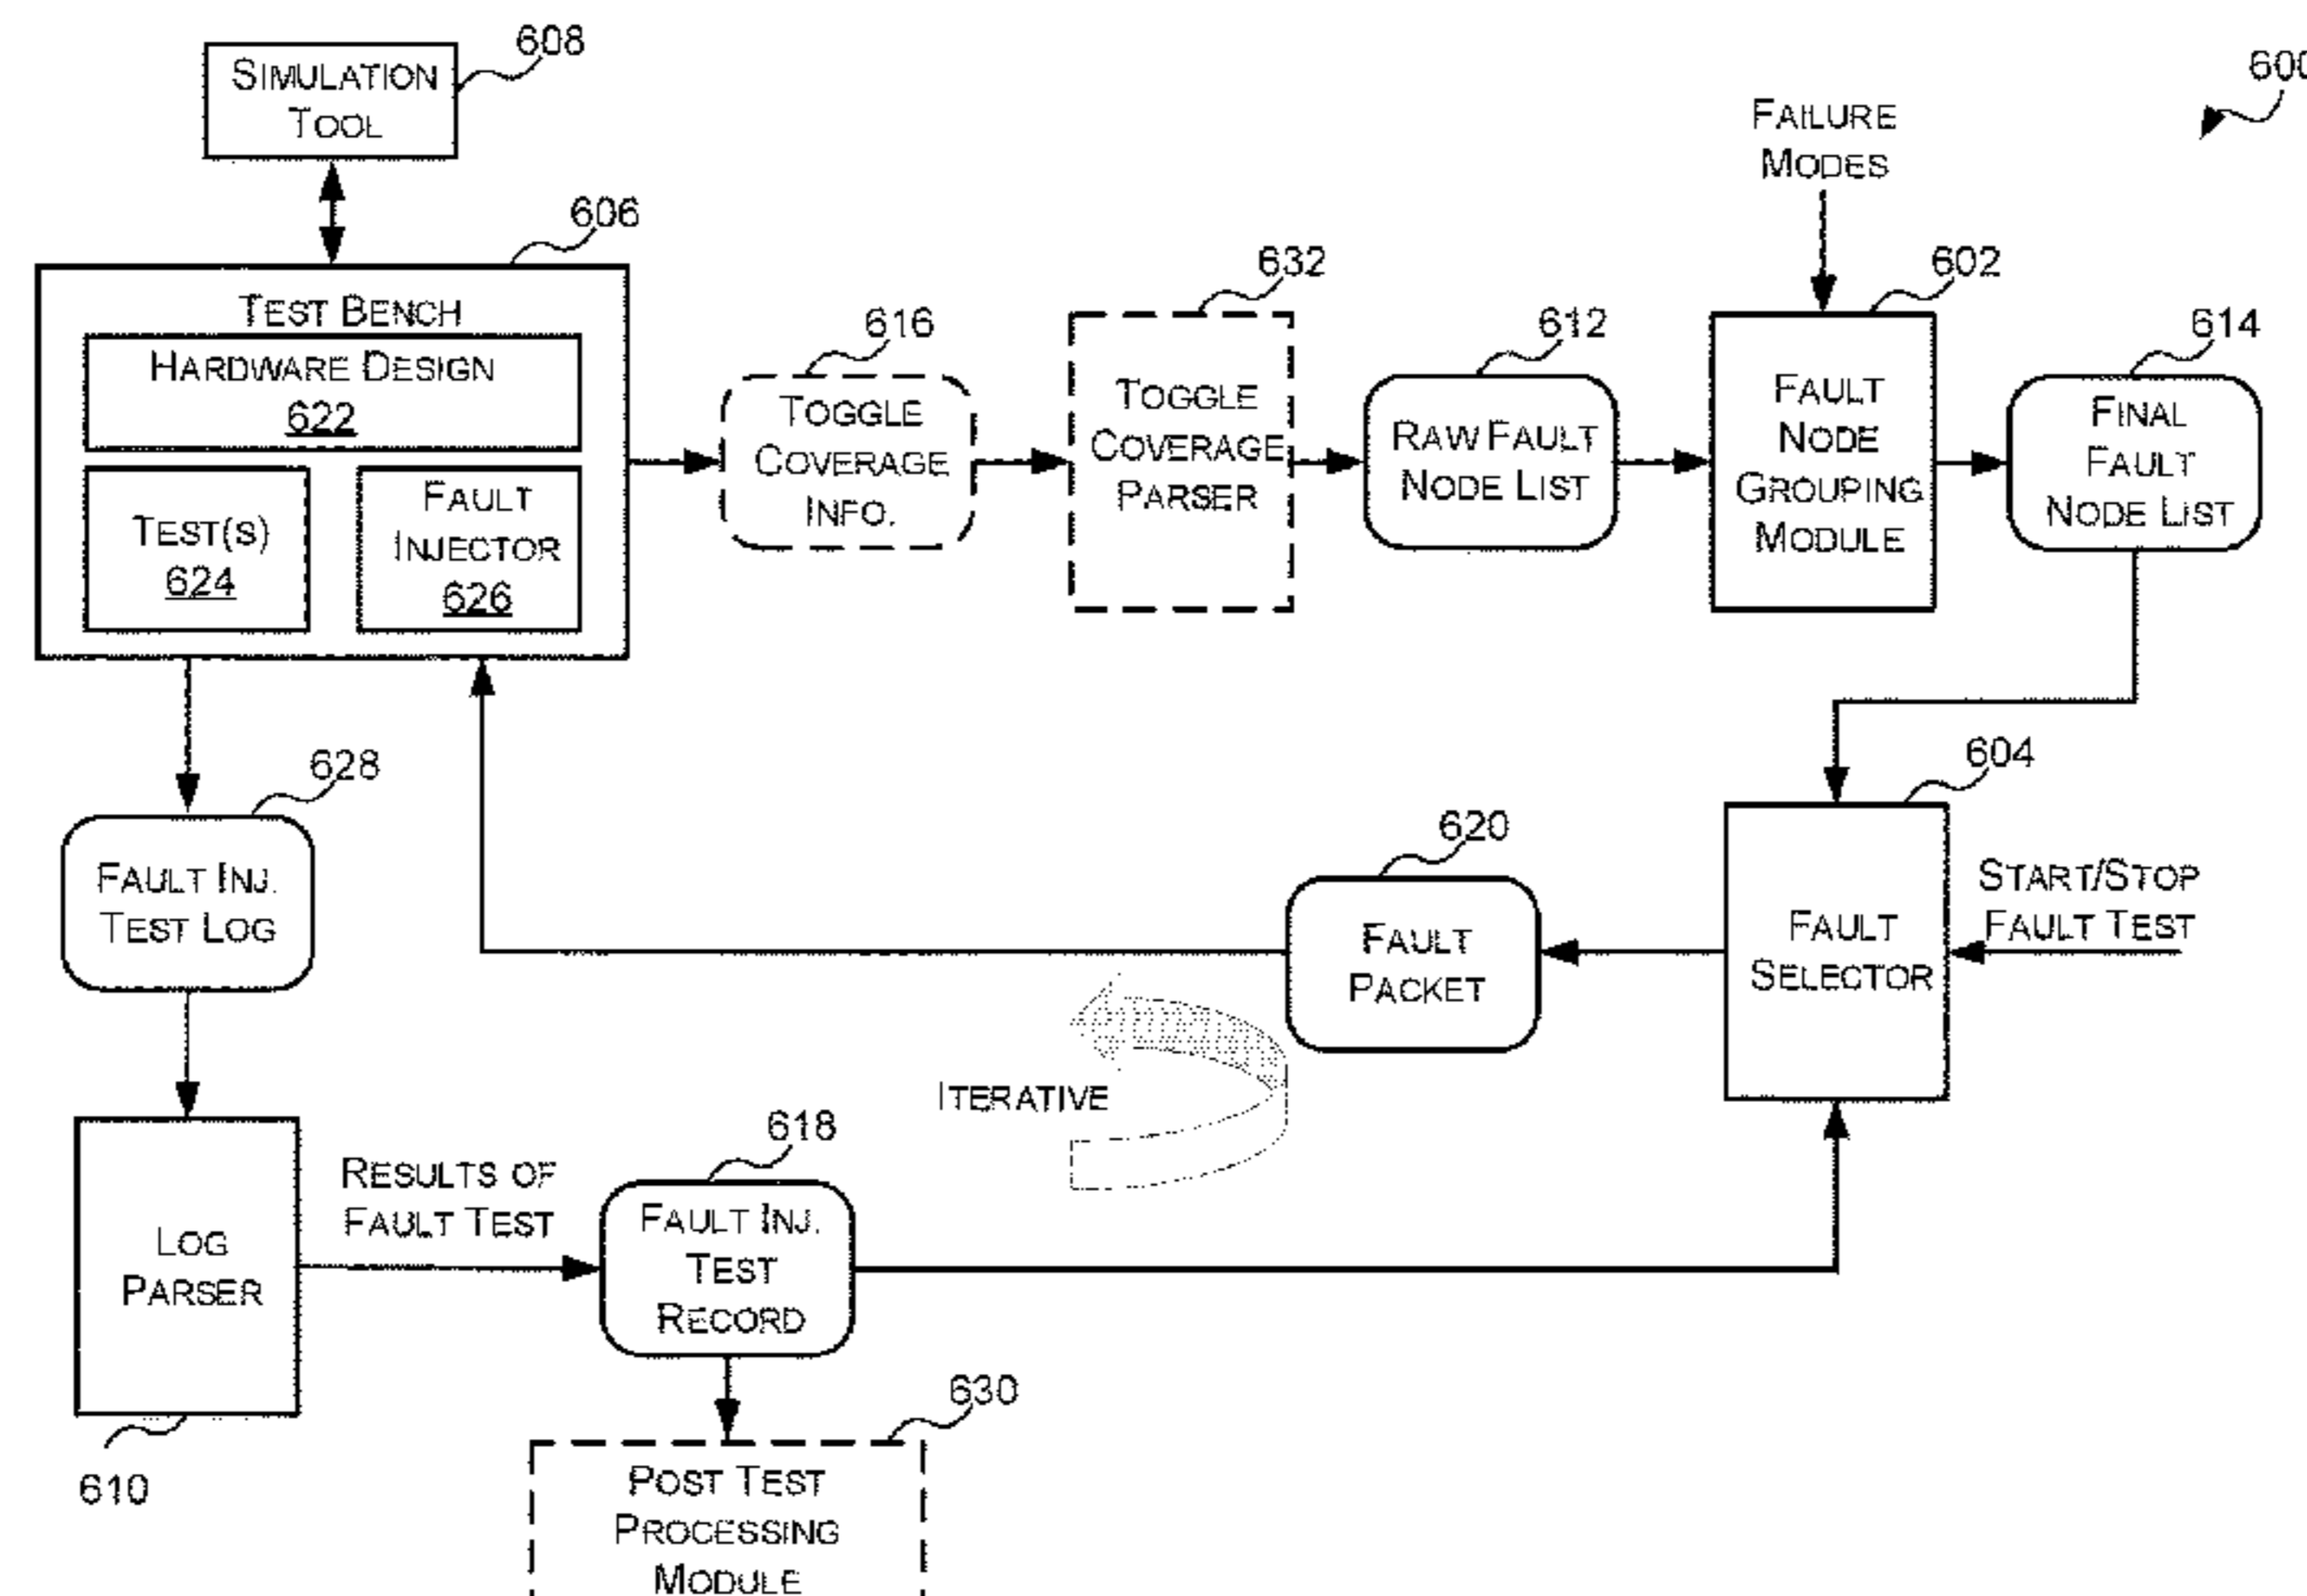 608
SIMULATION
TOOL
600
FAILURE
MODES
606
TEST BENCH
HARDWARE DESIGN
622
TEST(S)
624
FAULT
INJECTOR
626
616
TOGGLE
COVERAGE
INFO.
632
TOGGLE
COVERAGE
PARSER
612
RAW FAULT
NODE LIST
602
FAULT
NODE
GROUPING
MODULE
614
FINAL
FAULT
NODE LIST
628
FAULT INJ.
TEST LOG
620
FAULT
PACKET
604
FAULT
SELECTOR
START/STOP
FAULT TEST
ITERATIVE
LOG
PARSER
610
RESULTS OF
FAULT TEST
618
FAULT INJ.
TEST
RECORD
630
POST TEST
PROCESSING
MODULE